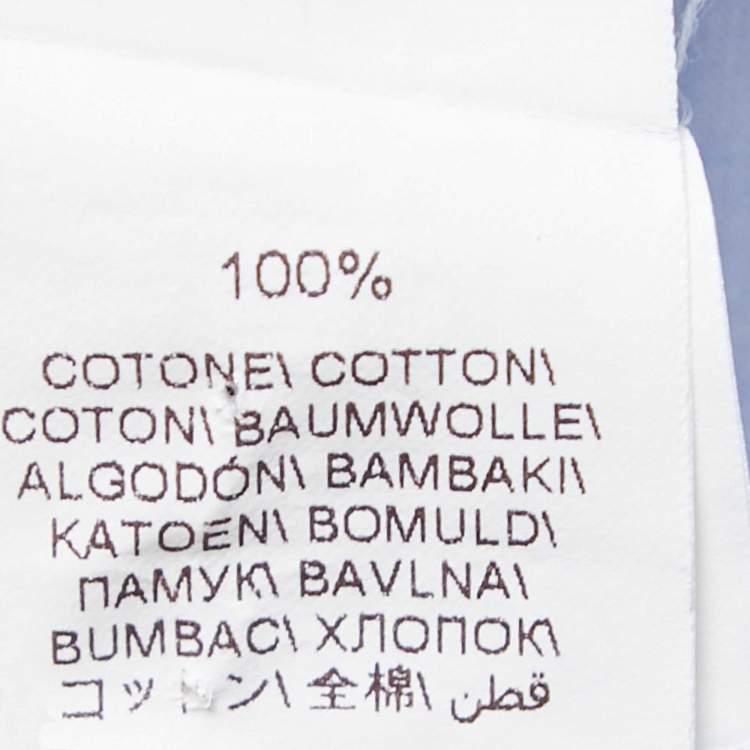 100%
COTONE\ COTTON\
COTON\ BAUMWOLLE\
ALGODÓN\ BAMBAKI\
KATOEN\ BOMULD\
ПАМУК\ BAVLNA\
BUMBAC\ ХЛОПОК\
コットン\ 全棉\ قطن